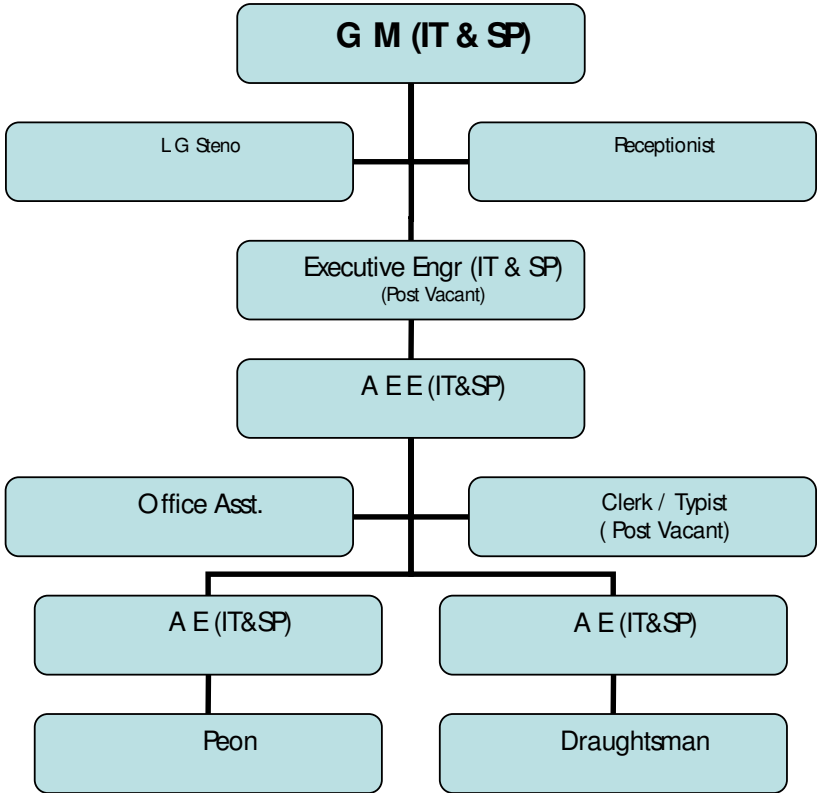 G M (IT & SP)
L G Steno
Receptionist
Executive Engr (IT & SP)
(Post Vacant)
A E E (IT&SP)
Office Asst.
Clerk / Typist
( Post Vacant)
A E (IT&SP)
A E (IT&SP)
Peon
Draughtsman